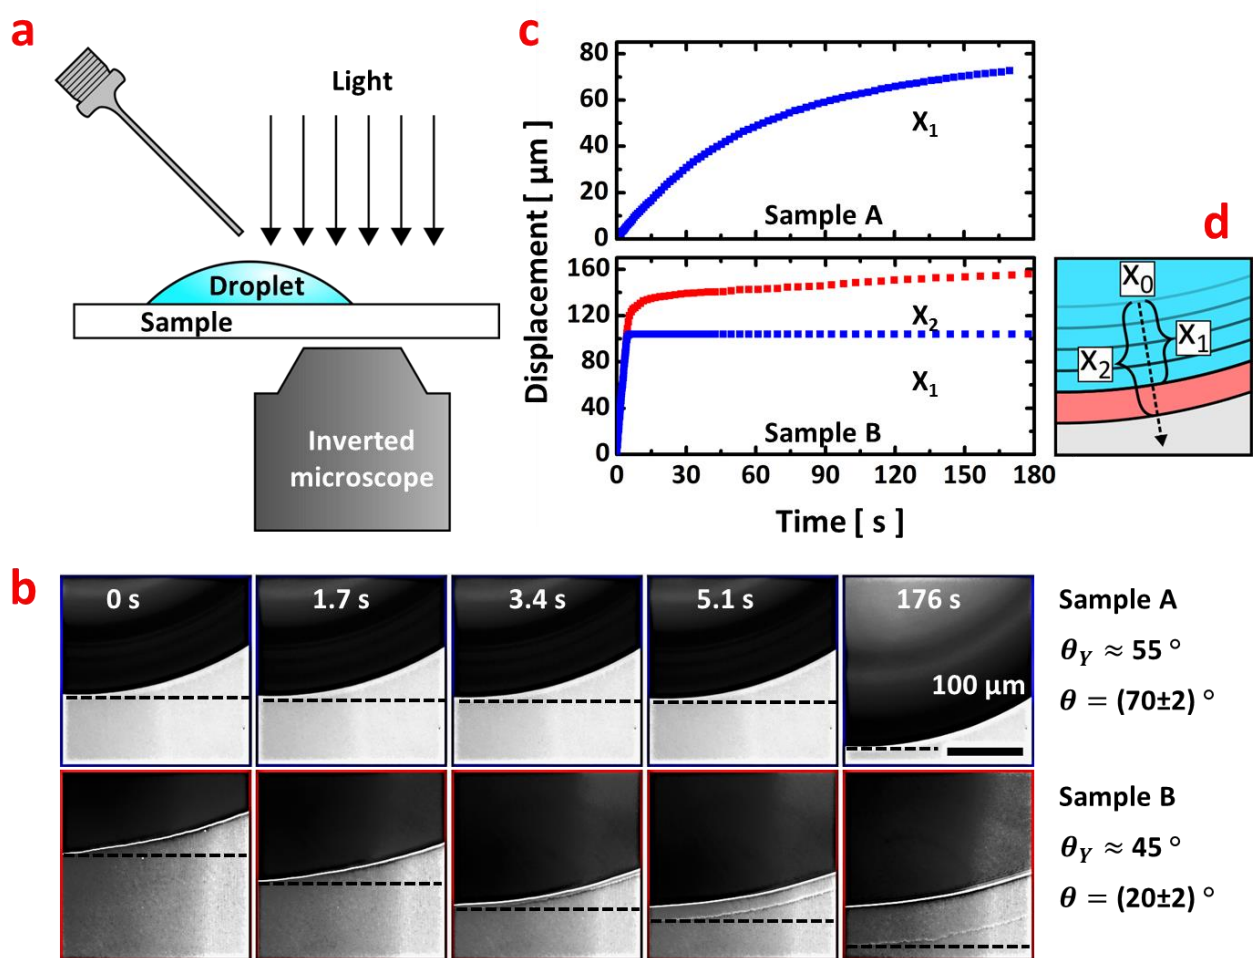 a
Light
Droplet
Sample
Inverted
microscope
c
Displacement [ µm ]
80
60
40
20
0
X₁
Sample A
160
120
80
40
0
X₂
X₁
Sample B
0 30 60 90 120 150 180
Time [ s ]
d
X₀
X₁
X₂
b
0 s 1.7 s 3.4 s 5.1 s 176 s
100 µm
Sample A
θ_Y ≈ 55 °
θ = (70±2) °
Sample B
θ_Y ≈ 45 °
θ = (20±2) °